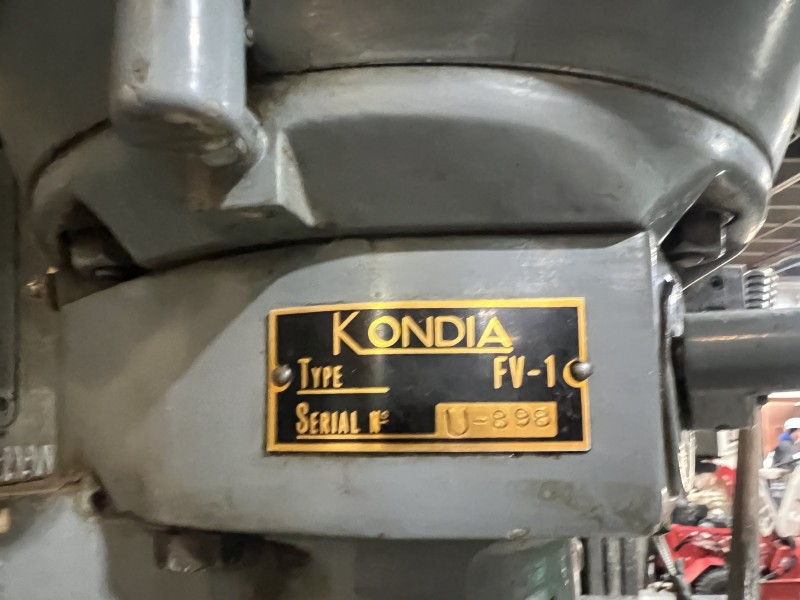 KONDIA
TYPE FV-1
SERIAL Nº U-898